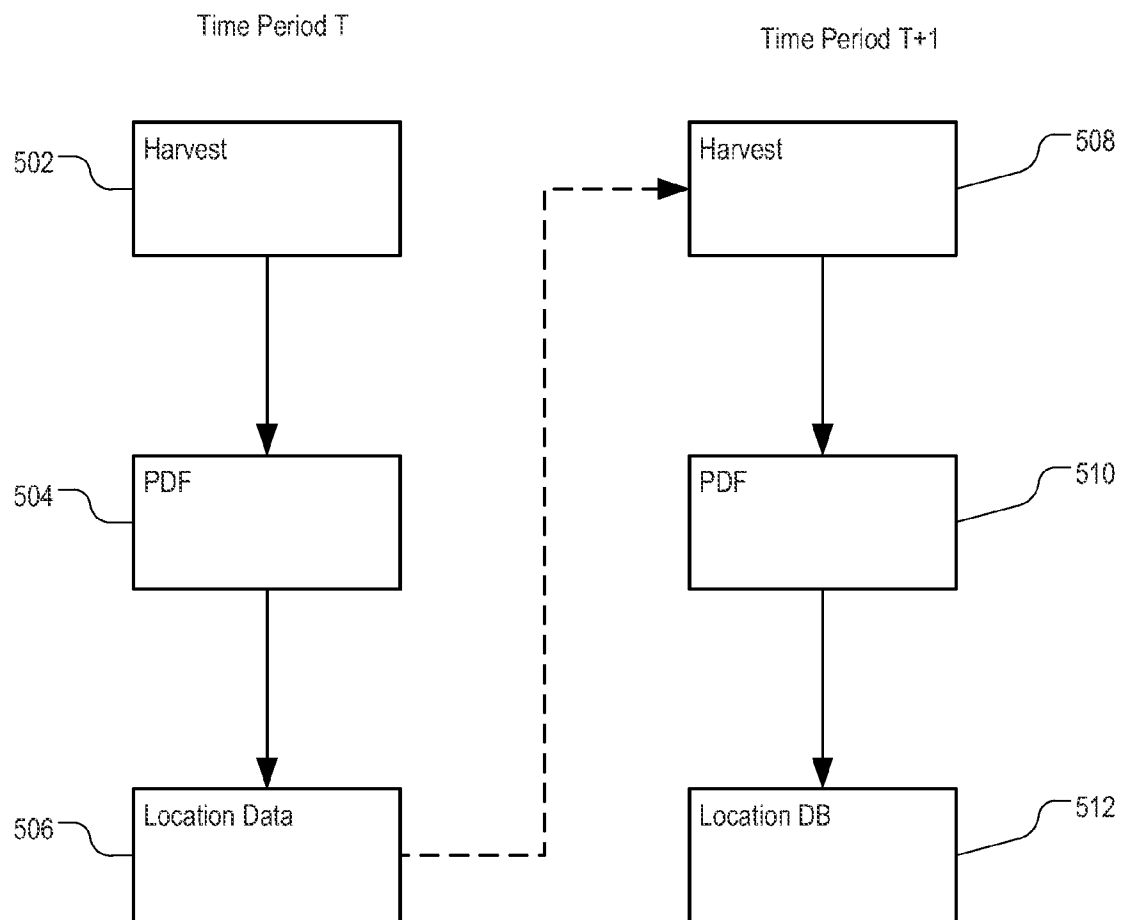 Time Period T
Time Period T+1
Harvest
Harvest
502
508
PDF
PDF
504
510
Location Data
Location DB
506
512